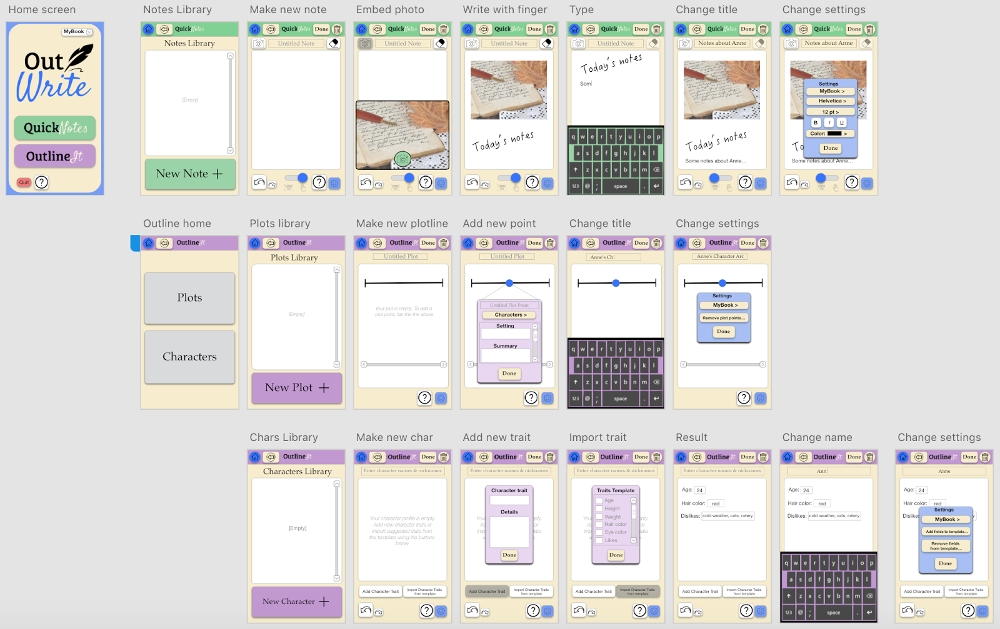 Home screen
MyBook
Out
Write
QuickNotes
OutlineIt
Quit
?
Notes Library
QuickNotes
Notes Library
[Empty]
New Note +
Make new note
QuickNotes Done
Untitled Note
?
Embed photo
QuickNotes Done
Untitled Note
?
Write with finger
QuickNotes Done
Untitled Note
Today's notes
?
Type
QuickNotes Done
Untitled Note
Today's notes
Som
q w e r t y u i o p
a s d f g h j k l
z x c v b n m
123 @ ; space .
Change title
QuickNotes Done
Notes about Anne
Today's notes
Some notes about Anne...
?
Change settings
QuickNotes Done
Notes about Anne
Settings
MyBook >
Helvetica >
12 pt >
B I U
Color: >
Done
To
Some notes about Anne...
?
Outline home
OutlineIt
Plots
Characters
Plots library
OutlineIt
Plots Library
[Empty]
New Plot +
Make new plotline
OutlineIt Done
Untitled Plot
Your plot is empty. To add a
plot point, tap the line above
?
Add new point
OutlineIt Done
Untitled Plot
Untitled Plot Point
Characters >
Setting
Summary
Done
?
Change title
OutlineIt Done
Anne's Ch
q w e r t y u i o p
a s d f g h j k l
z x c v b n m
123 @ ; space .
Change settings
OutlineIt Done
Anne's Character Arc
Settings
MyBook >
Remove plot points...
Done
?
Chars Library
OutlineIt
Characters Library
[Empty]
New Character +
Make new char
OutlineIt Done
Enter character names & nicknames
Your character profile is empty.
Add new character traits or
import suggested traits from
the template using the buttons
below.
Add Character Trait
Import Character Traits
from template
?
Add new trait
OutlineIt Done
Enter character names & nicknames
Character trait
Details
Done
Add Character Trait
Import Character Traits
from template
?
Import trait
OutlineIt Done
Enter character names & nicknames
Traits Template
Age
Height
Weight
Hair color
Eye color
Likes
Done
Add Character Trait
Import Character Traits
from template
?
Result
OutlineIt Done
Enter character names & nicknames
Age: 24
Hair color: red
Dislikes: cold weather, cats, celery
Add Character Trait
Import Character Traits
from template
?
Change name
OutlineIt Done
Ann
Age: 24
Hair color: red
Dislikes: cold weather, cats, celery
q w e r t y u i o p
a s d f g h j k l
z x c v b n m
123 @ ; space .
Change settings
OutlineIt Done
Anne
Age: 24
Hair color: red
Dislikes
y
Settings
MyBook >
Add fields to template...
Remove fields
from template...
Done
Add Character Trait
Import Character Traits
from template
?